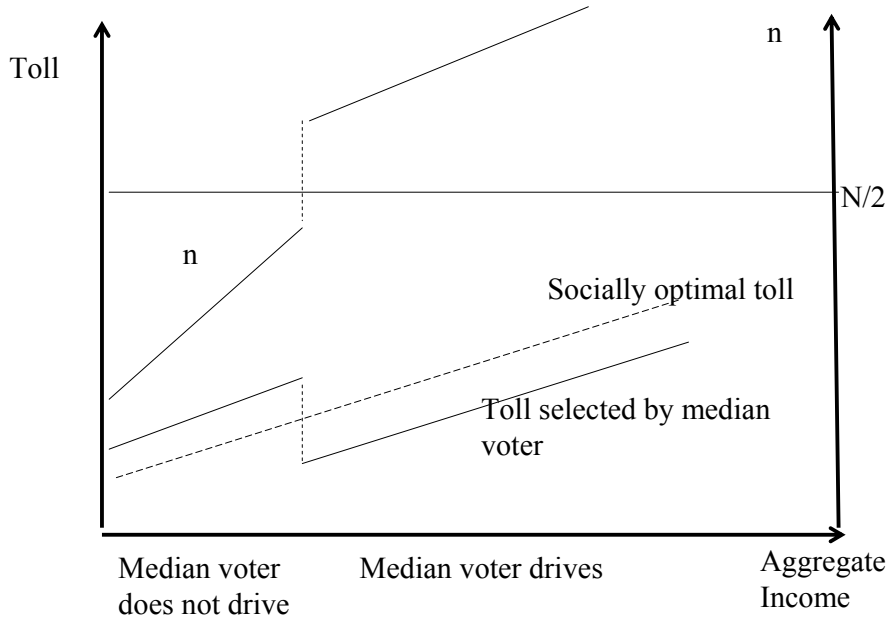 n
Toll
N/2
n
Socially optimal toll
Toll selected by median
voter
Median voter
does not drive
Median voter drives
Aggregate
Income